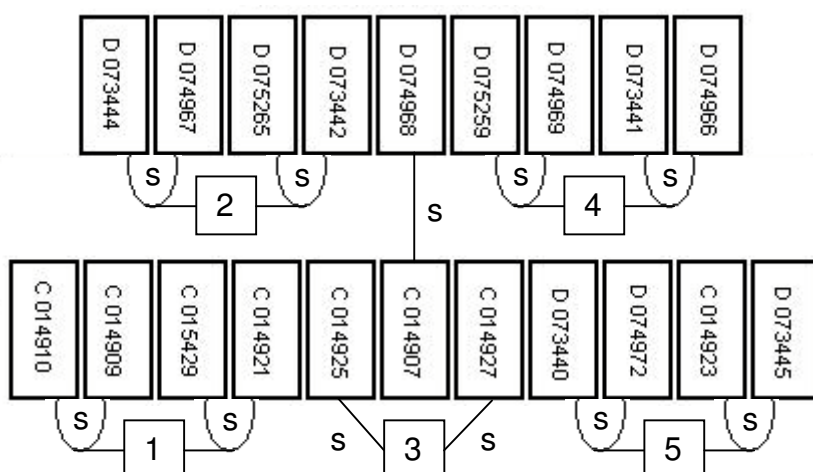 D 073444
D 074967
D 075265
D 073442
D 074968
D 075259
D 074969
D 073441
D 074966
S
S
S
S
2
S
4
C 014910
C 014909
C 015429
C 014921
C 014925
C 014907
C 014927
D 073440
D 074972
C 014923
D 073445
S
S
S
S
S
S
1
3
5